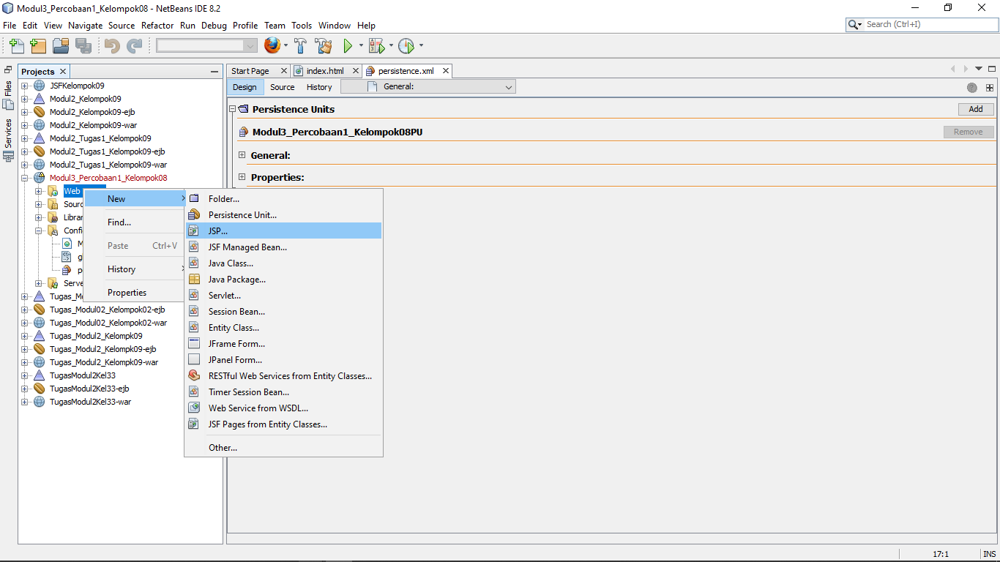 Modul3_Percobaan1_Kelompok08 - NetBeans IDE 8.2
File Edit View Navigate Source Refactor Run Debug Profile Team Tools Window Help
Search (Ctrl+I)
Files
Services
Projects
Start Page
index.html
persistence.xml
Design
Source
History
General:
JSFKelompok09
Modul2_Kelompok09
Modul2_Kelompok09-ejb
Modul2_Kelompok09-war
Modul2_Tugas1_Kelompok09
Modul2_Tugas1_Kelompok09-ejb
Modul2_Tugas1_Kelompok09-war
Modul3_Percobaan1_Kelompok08
Web
Sourc
Librar
Confi
M
gl
p
Serve
Tugas_Mo
Tugas_Modul02_Kelompok02-ejb
Tugas_Modul02_Kelompok02-war
Tugas_Modul2_Kelompk09
Tugas_Modul2_Kelompk09-ejb
Tugas_Modul2_Kelompk09-war
TugasModul2Kel33
TugasModul2Kel33-ejb
TugasModul2Kel33-war
New
Find...
Paste Ctrl+V
History
Properties
Folder...
Persistence Unit...
JSP...
JSF Managed Bean...
Java Class...
Java Package...
Servlet...
Session Bean...
Entity Class...
JFrame Form...
JPanel Form...
RESTful Web Services from Entity Classes...
Timer Session Bean...
Web Service from WSDL...
JSF Pages from Entity Classes...
Other...
Persistence Units
Add
Modul3_Percobaan1_Kelompok08PU
Remove
General:
Properties:
17:1
INS